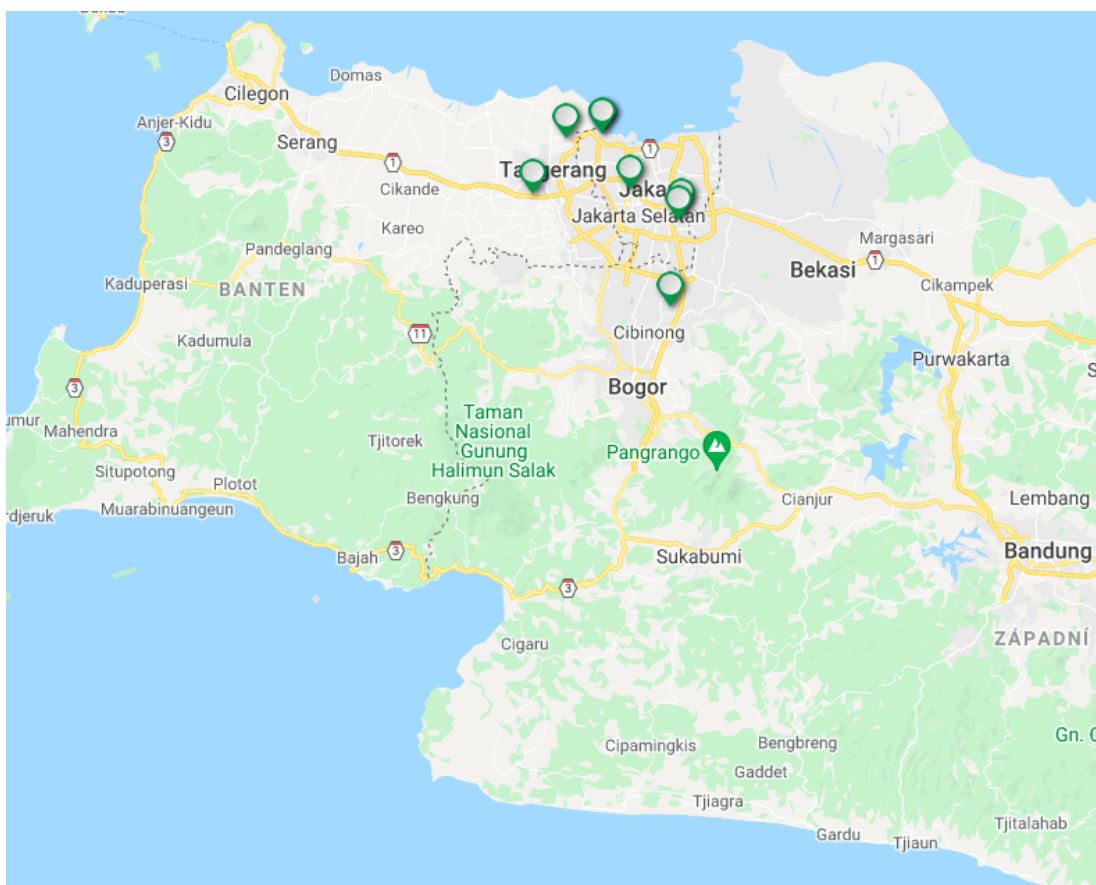 Domas
Cilegon
Anjer-Kidu
3
Serang
1
1
Tangerang
Cikande
Jakarta Selatan
Kareo
Margasari
Pandeglang
1
Bekasi
Kaduperasi
BANTEN
Cikampek
11
Cibinong
Kadumula
Purwakarta
3
Bogor
Taman
Nasional
Gunung
Halimun Salak
Mahendra
Tjitorek
Pangrango
Situpotong
Plotot
Bengkung
Cianjur
Lembang
Muarabinuangeun
Bajah
3
Sukabumi
Bandung
3
ZÁPADNÍ
Cigaru
Gn.
Cipamingkis
Bengbreng
Gaddet
Tjiagra
Gardu
Tjiaun
Tjitalahab